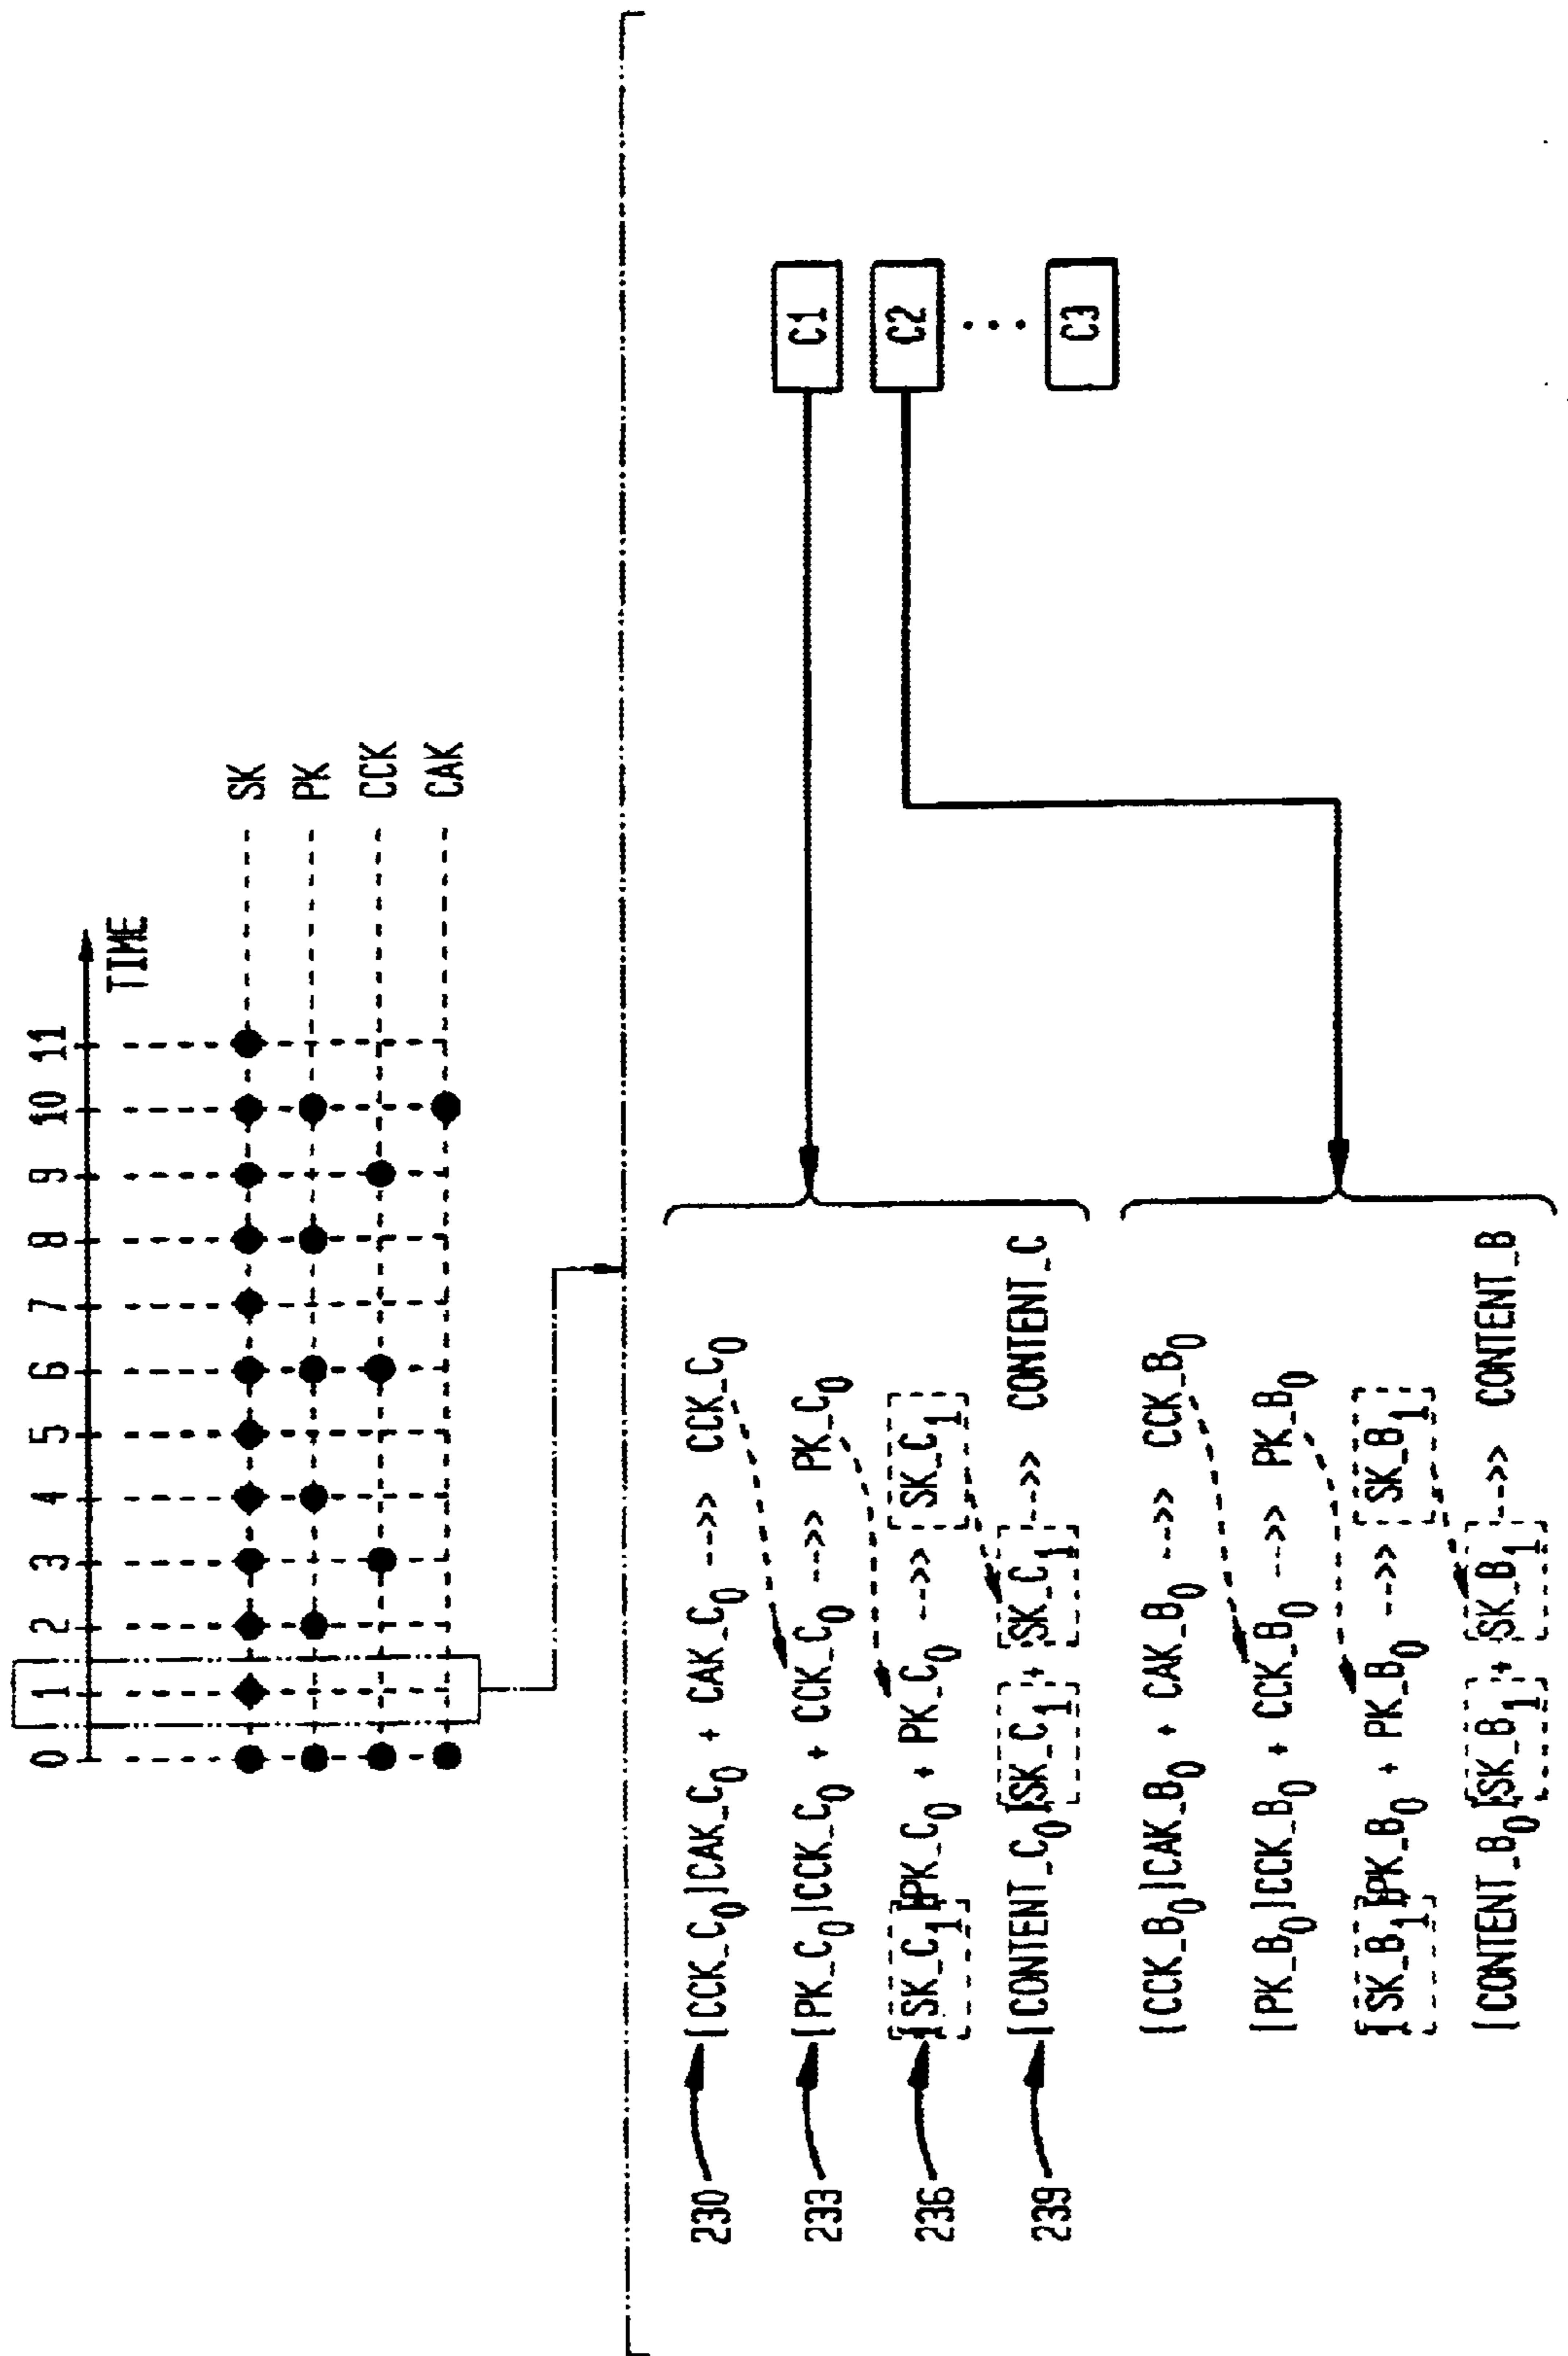 0 1 2 3 4 5 6 7 8 9 10 11
TIME
SK
PK
CCK
CAK
230
[CCK_C0]CAK_C0 + CAK_C0 -->> CCK_C0
233
[PK_C0]CCK_C0 + CCK_C0 -->> PK_C0
236
[SK_C1]PK_C0 + PK_C0 -->> SK_C1
239
[CONTENT_C0]SK_C1 + SK_C1 -->> CONTENT_C
[CCK_B0]CAK_B0 + CAK_B0 -->> CCK_B0
[PK_B0]CCK_B0 + CCK_B0 -->> PK_B0
[SK_B1]PK_B0 + PK_B0 -->> SK_B1
[CONTENT_B0]SK_B1 + SK_B1 -->> CONTENT_B
C1
C2
...
C3